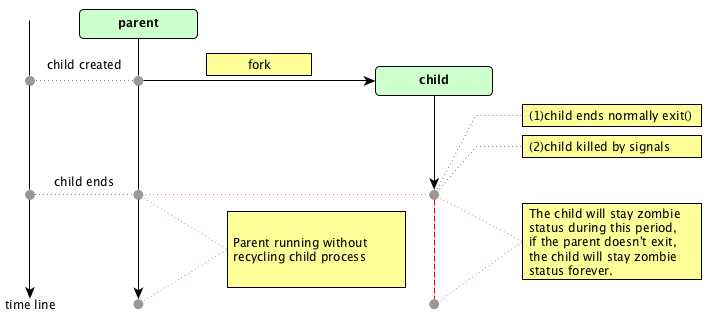 parent
child created
fork
child
(1)child ends normally exit()
(2)child killed by signals
child ends
Parent running without
recycling child process
The child will stay zombie
status during this period,
if the parent doesn't exit,
the child will stay zombie
status forever.
time line